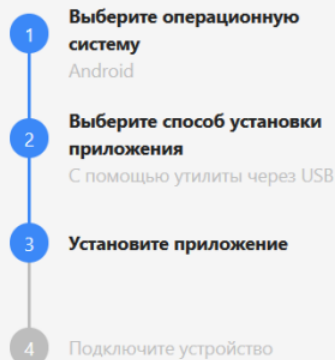 1
Выберите операционную
систему
Android
2
Выберите способ установки
приложения
С помощью утилиты через USB
3
Установите приложение
4
Подключите устройство